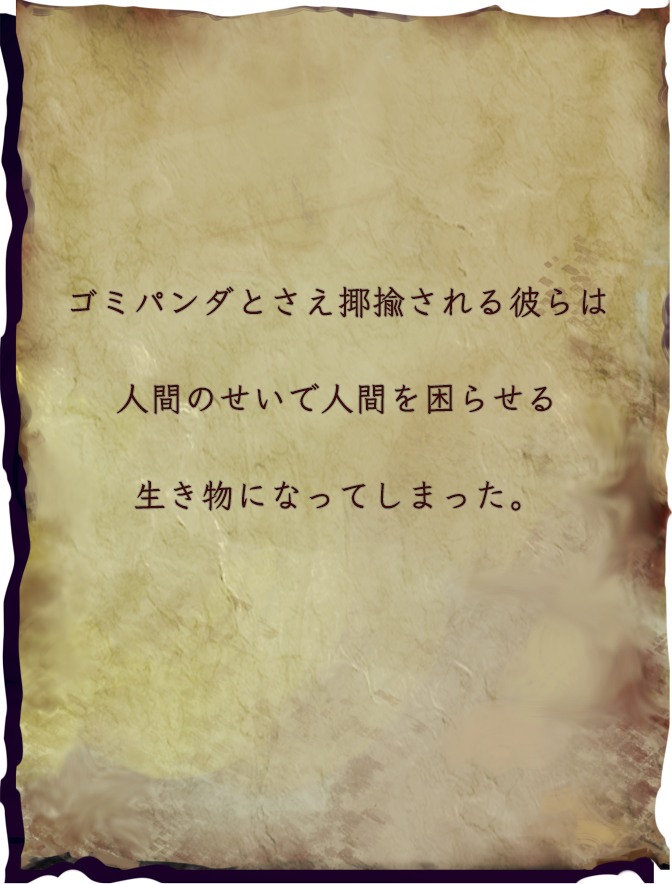 ゴミパンダとさえ揶揄される彼らは
人間のせいで人間を困らせる
生き物になってしまった。